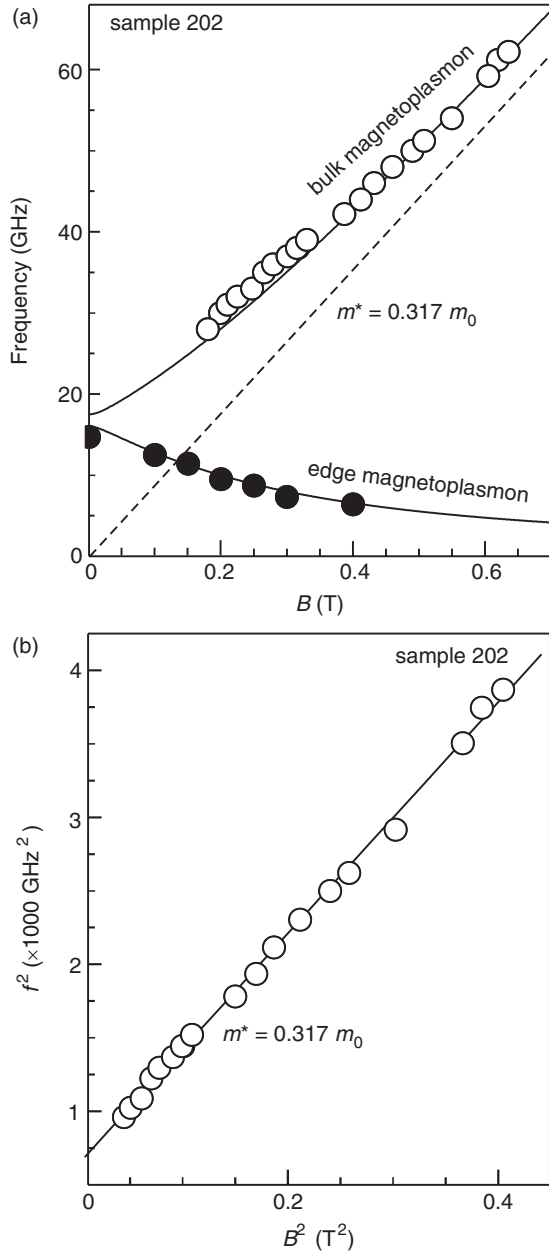 (a)
sample 202
60
40
20
0
Frequency (GHz)
bulk magnetoplasmon
m* = 0.317 m₀
edge magnetoplasmon
0
0.2
0.4
0.6
B (T)
(b)
sample 202
4
3
2
1
f² (×1000 GHz²)
m* = 0.317 m₀
0
0.2
0.4
B² (T²)